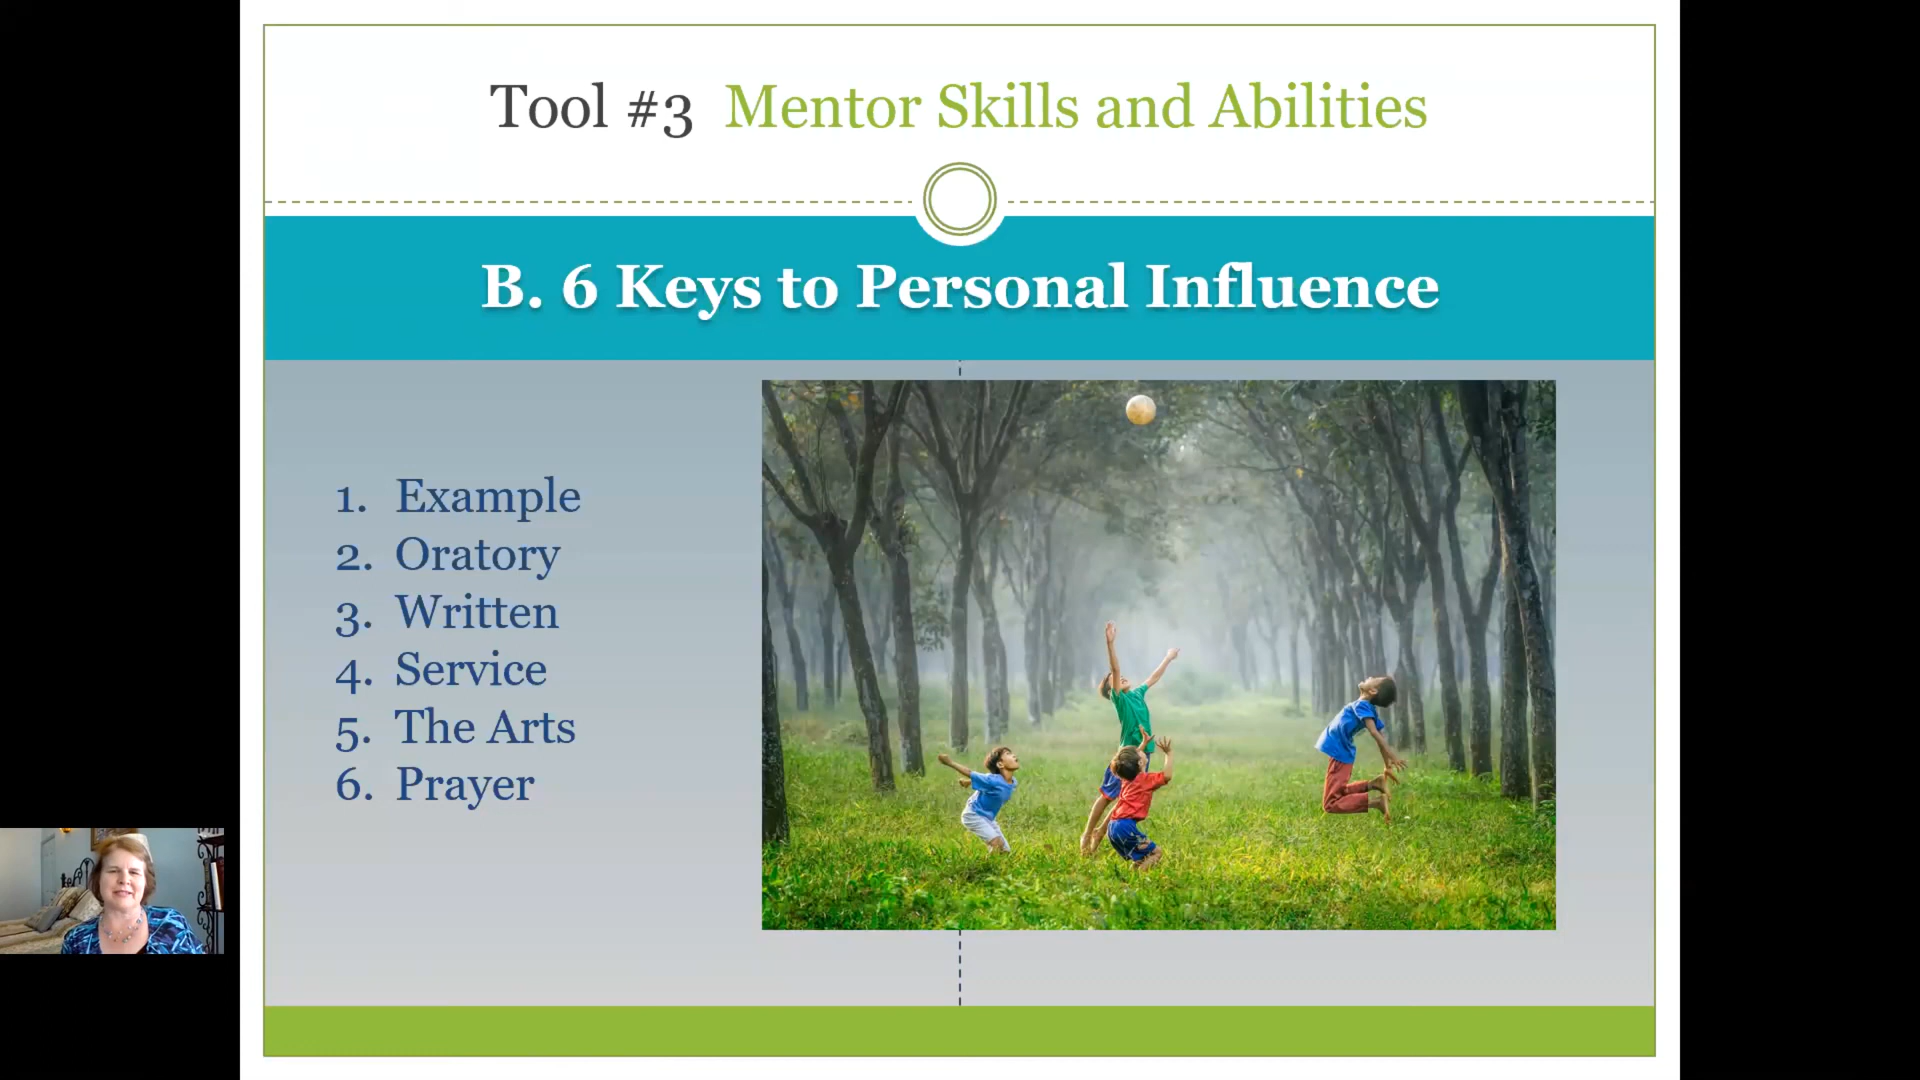 Tool #3 Mentor Skills and Abilities
B. 6 Keys to Personal Influence
1. Example
2. Oratory
3. Written
4. Service
5. The Arts
6. Prayer